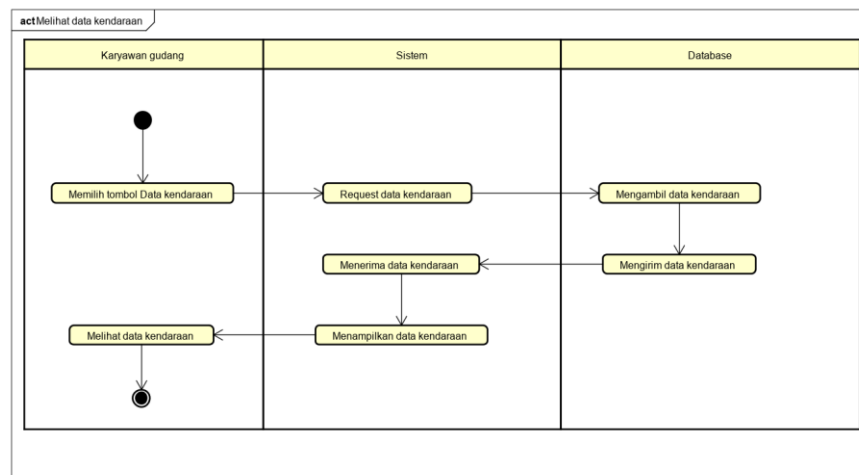 act Melihat data kendaraan
Karyawan gudang
Sistem
Database
Memilih tombol Data kendaraan
Request data kendaraan
Mengambil data kendaraan
Menerima data kendaraan
Mengirim data kendaraan
Melihat data kendaraan
Menampilkan data kendaraan